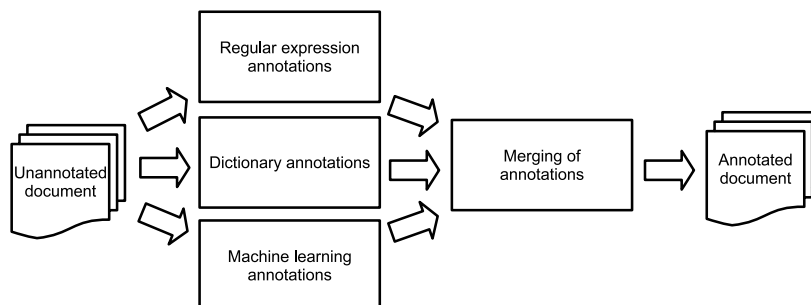 Regular expression
annotations
Unannotated
document
Dictionary annotations
Machine learning
annotations
Merging of
annotations
Annotated
document